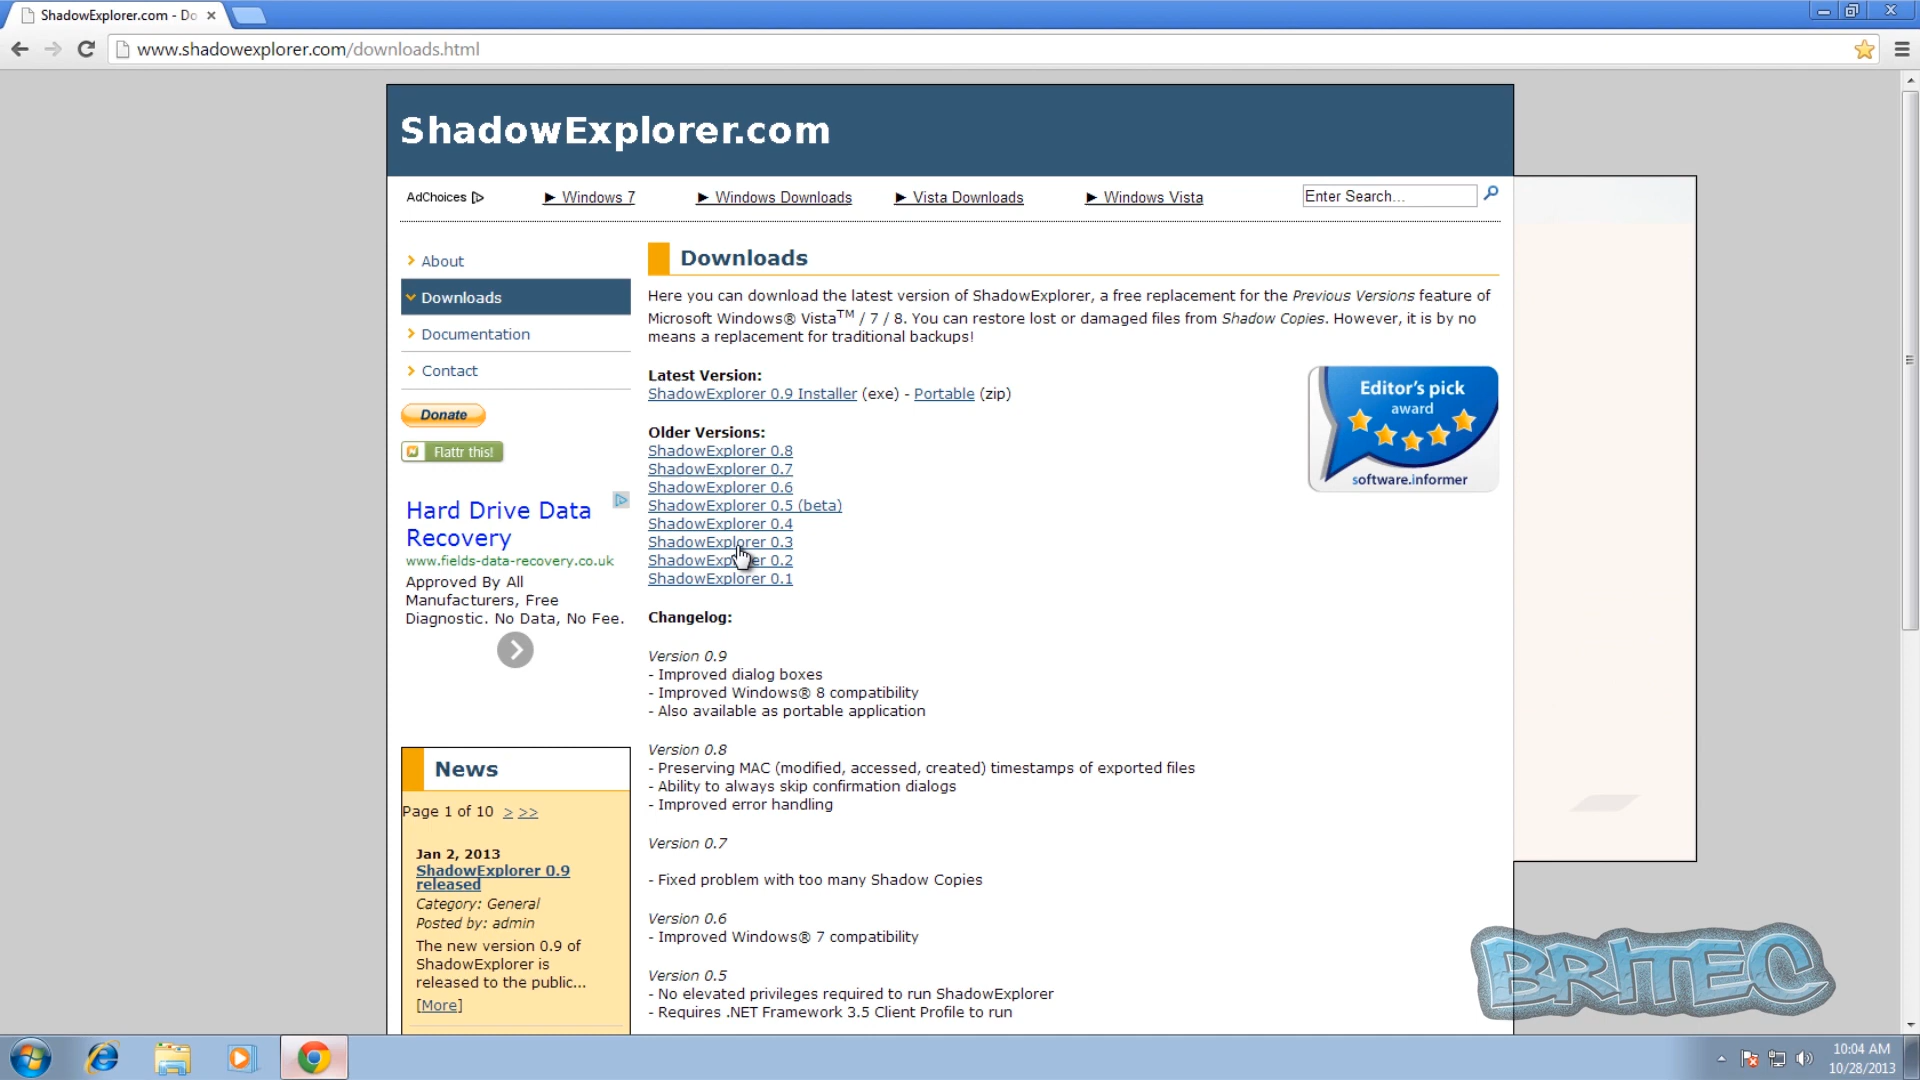 ShadowExplorer.com - Do
www.shadowexplorer.com/downloads.html
ShadowExplorer.com
AdChoices
► Windows 7
► Windows Downloads
► Vista Downloads
► Windows Vista
Enter Search...
About
Downloads
Documentation
Contact
Donate
Flattr this!
Hard Drive Data
Recovery
www.fields-data-recovery.co.uk
Approved By All
Manufacturers, Free
Diagnostic. No Data, No Fee.
News
Page 1 of 10 > >>
Jan 2, 2013
ShadowExplorer 0.9
released
Category: General
Posted by: admin
The new version 0.9 of
ShadowExplorer is
released to the public...
[More]
Downloads
Here you can download the latest version of ShadowExplorer, a free replacement for the Previous Versions feature of
Microsoft Windows® Vista™ / 7 / 8. You can restore lost or damaged files from Shadow Copies. However, it is by no
means a replacement for traditional backups!
Latest Version:
ShadowExplorer 0.9 Installer (exe) - Portable (zip)
Older Versions:
ShadowExplorer 0.8
ShadowExplorer 0.7
ShadowExplorer 0.6
ShadowExplorer 0.5 (beta)
ShadowExplorer 0.4
ShadowExplorer 0.3
ShadowExplorer 0.2
ShadowExplorer 0.1
Editor's pick
award
software.informer
Changelog:
Version 0.9
- Improved dialog boxes
- Improved Windows® 8 compatibility
- Also available as portable application
Version 0.8
- Preserving MAC (modified, accessed, created) timestamps of exported files
- Ability to always skip confirmation dialogs
- Improved error handling
Version 0.7
- Fixed problem with too many Shadow Copies
Version 0.6
- Improved Windows® 7 compatibility
Version 0.5
- No elevated privileges required to run ShadowExplorer
- Requires .NET Framework 3.5 Client Profile to run
BRITEC
10:04 AM
10/28/2013